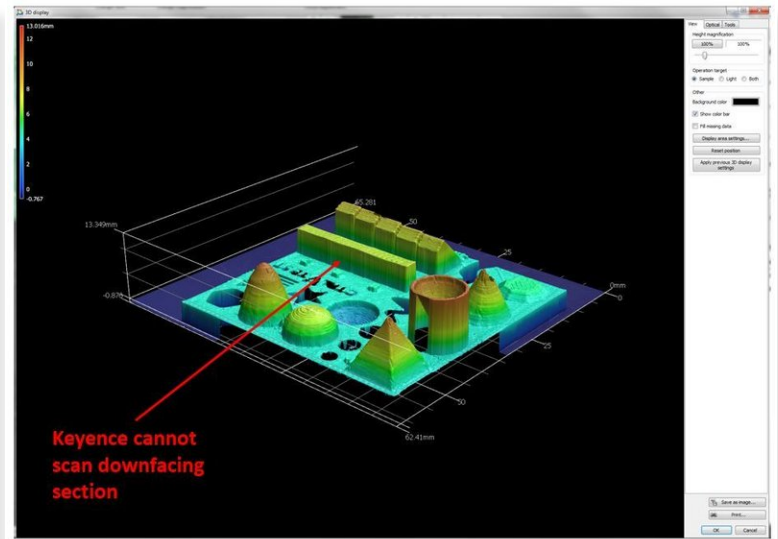 3D display
13.016mm
12
10
8
6
4
2
0
-0.767
View Optical Tools
Height magnification
100% 100%
Operation target
Sample Light Both
Other
Background color
Show color bar
Fill missing data
Display area settings...
Reset position
Apply previous 3D display
settings
65.281
50
13.349mm
25
0mm
0
25
50
62.41mm
Keyence cannot
scan downfacing
section
Save as image...
Print...
OK Cancel